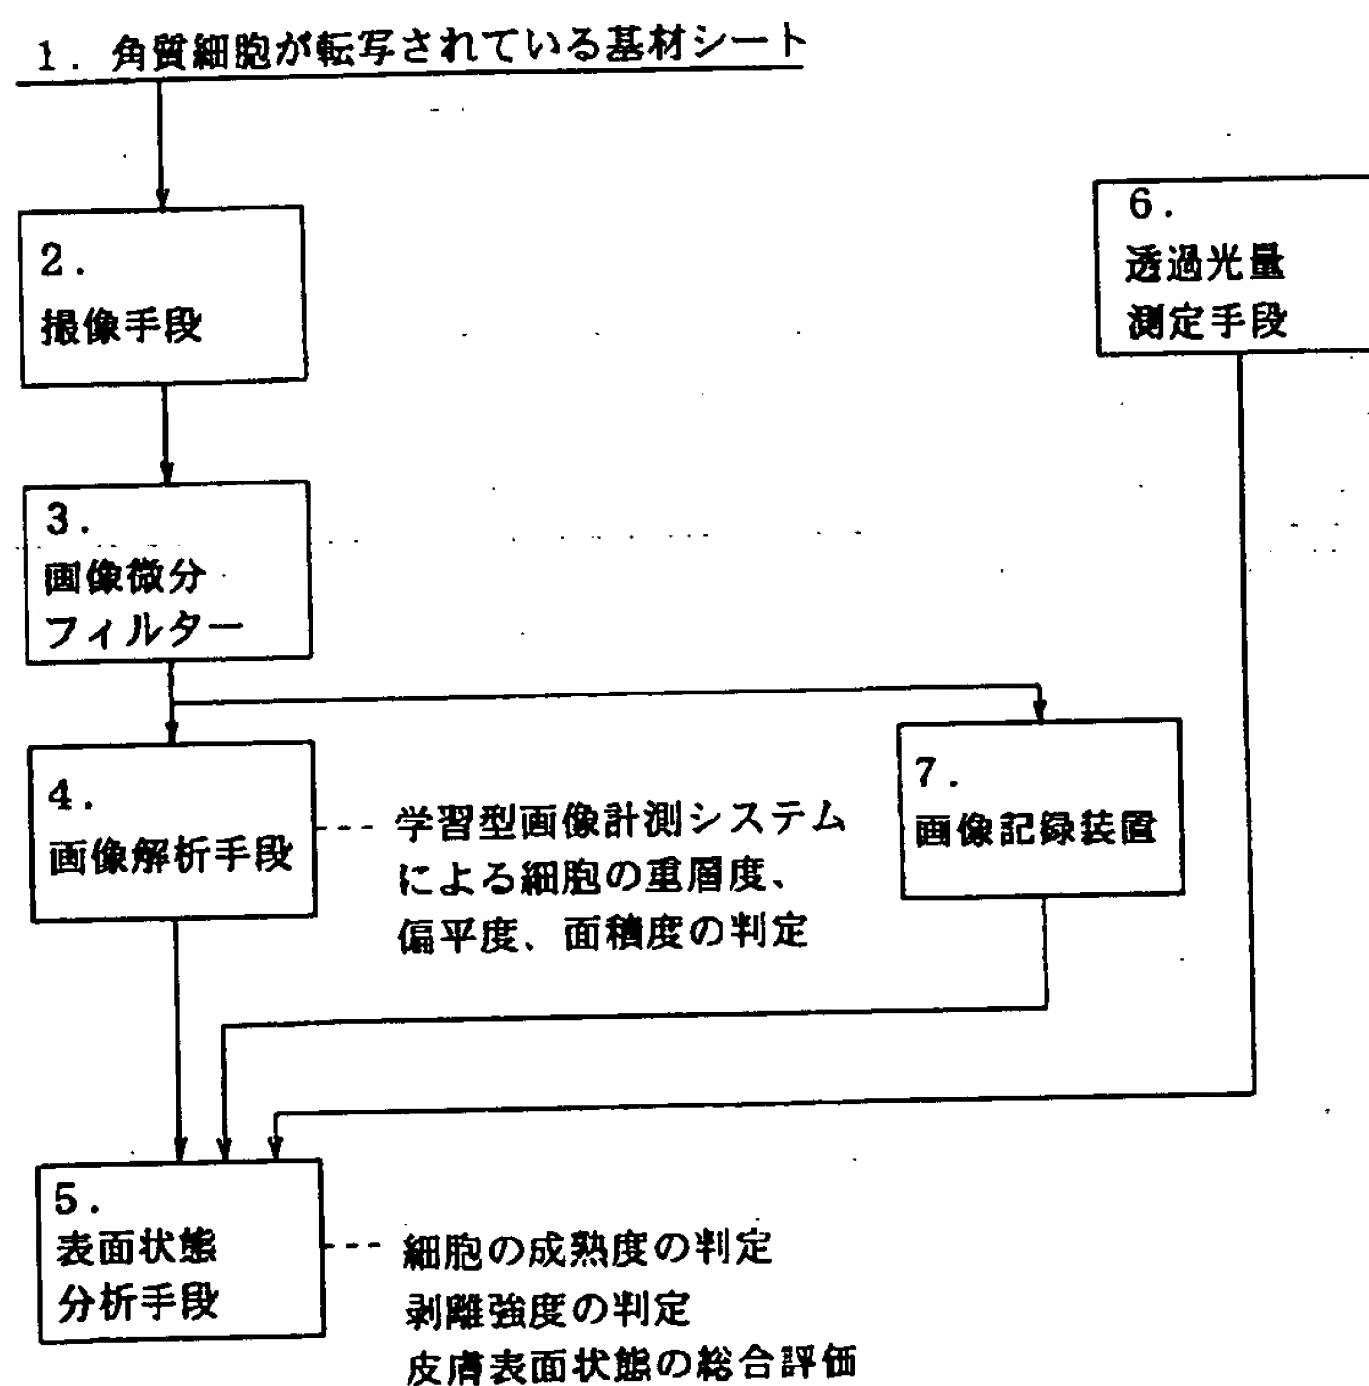 1. 角質細胞が転写されている基材シート
2.
撮像手段
6.
透過光量
測定手段
3.
画像微分
フィルター
4.
画像解析手段
学習型画像計測システム
による細胞の重層度、
偏平度、面積度の判定
7.
画像記録装置
5.
表面状態
分析手段
細胞の成熟度の判定
剥離強度の判定
皮膚表面状態の総合評価